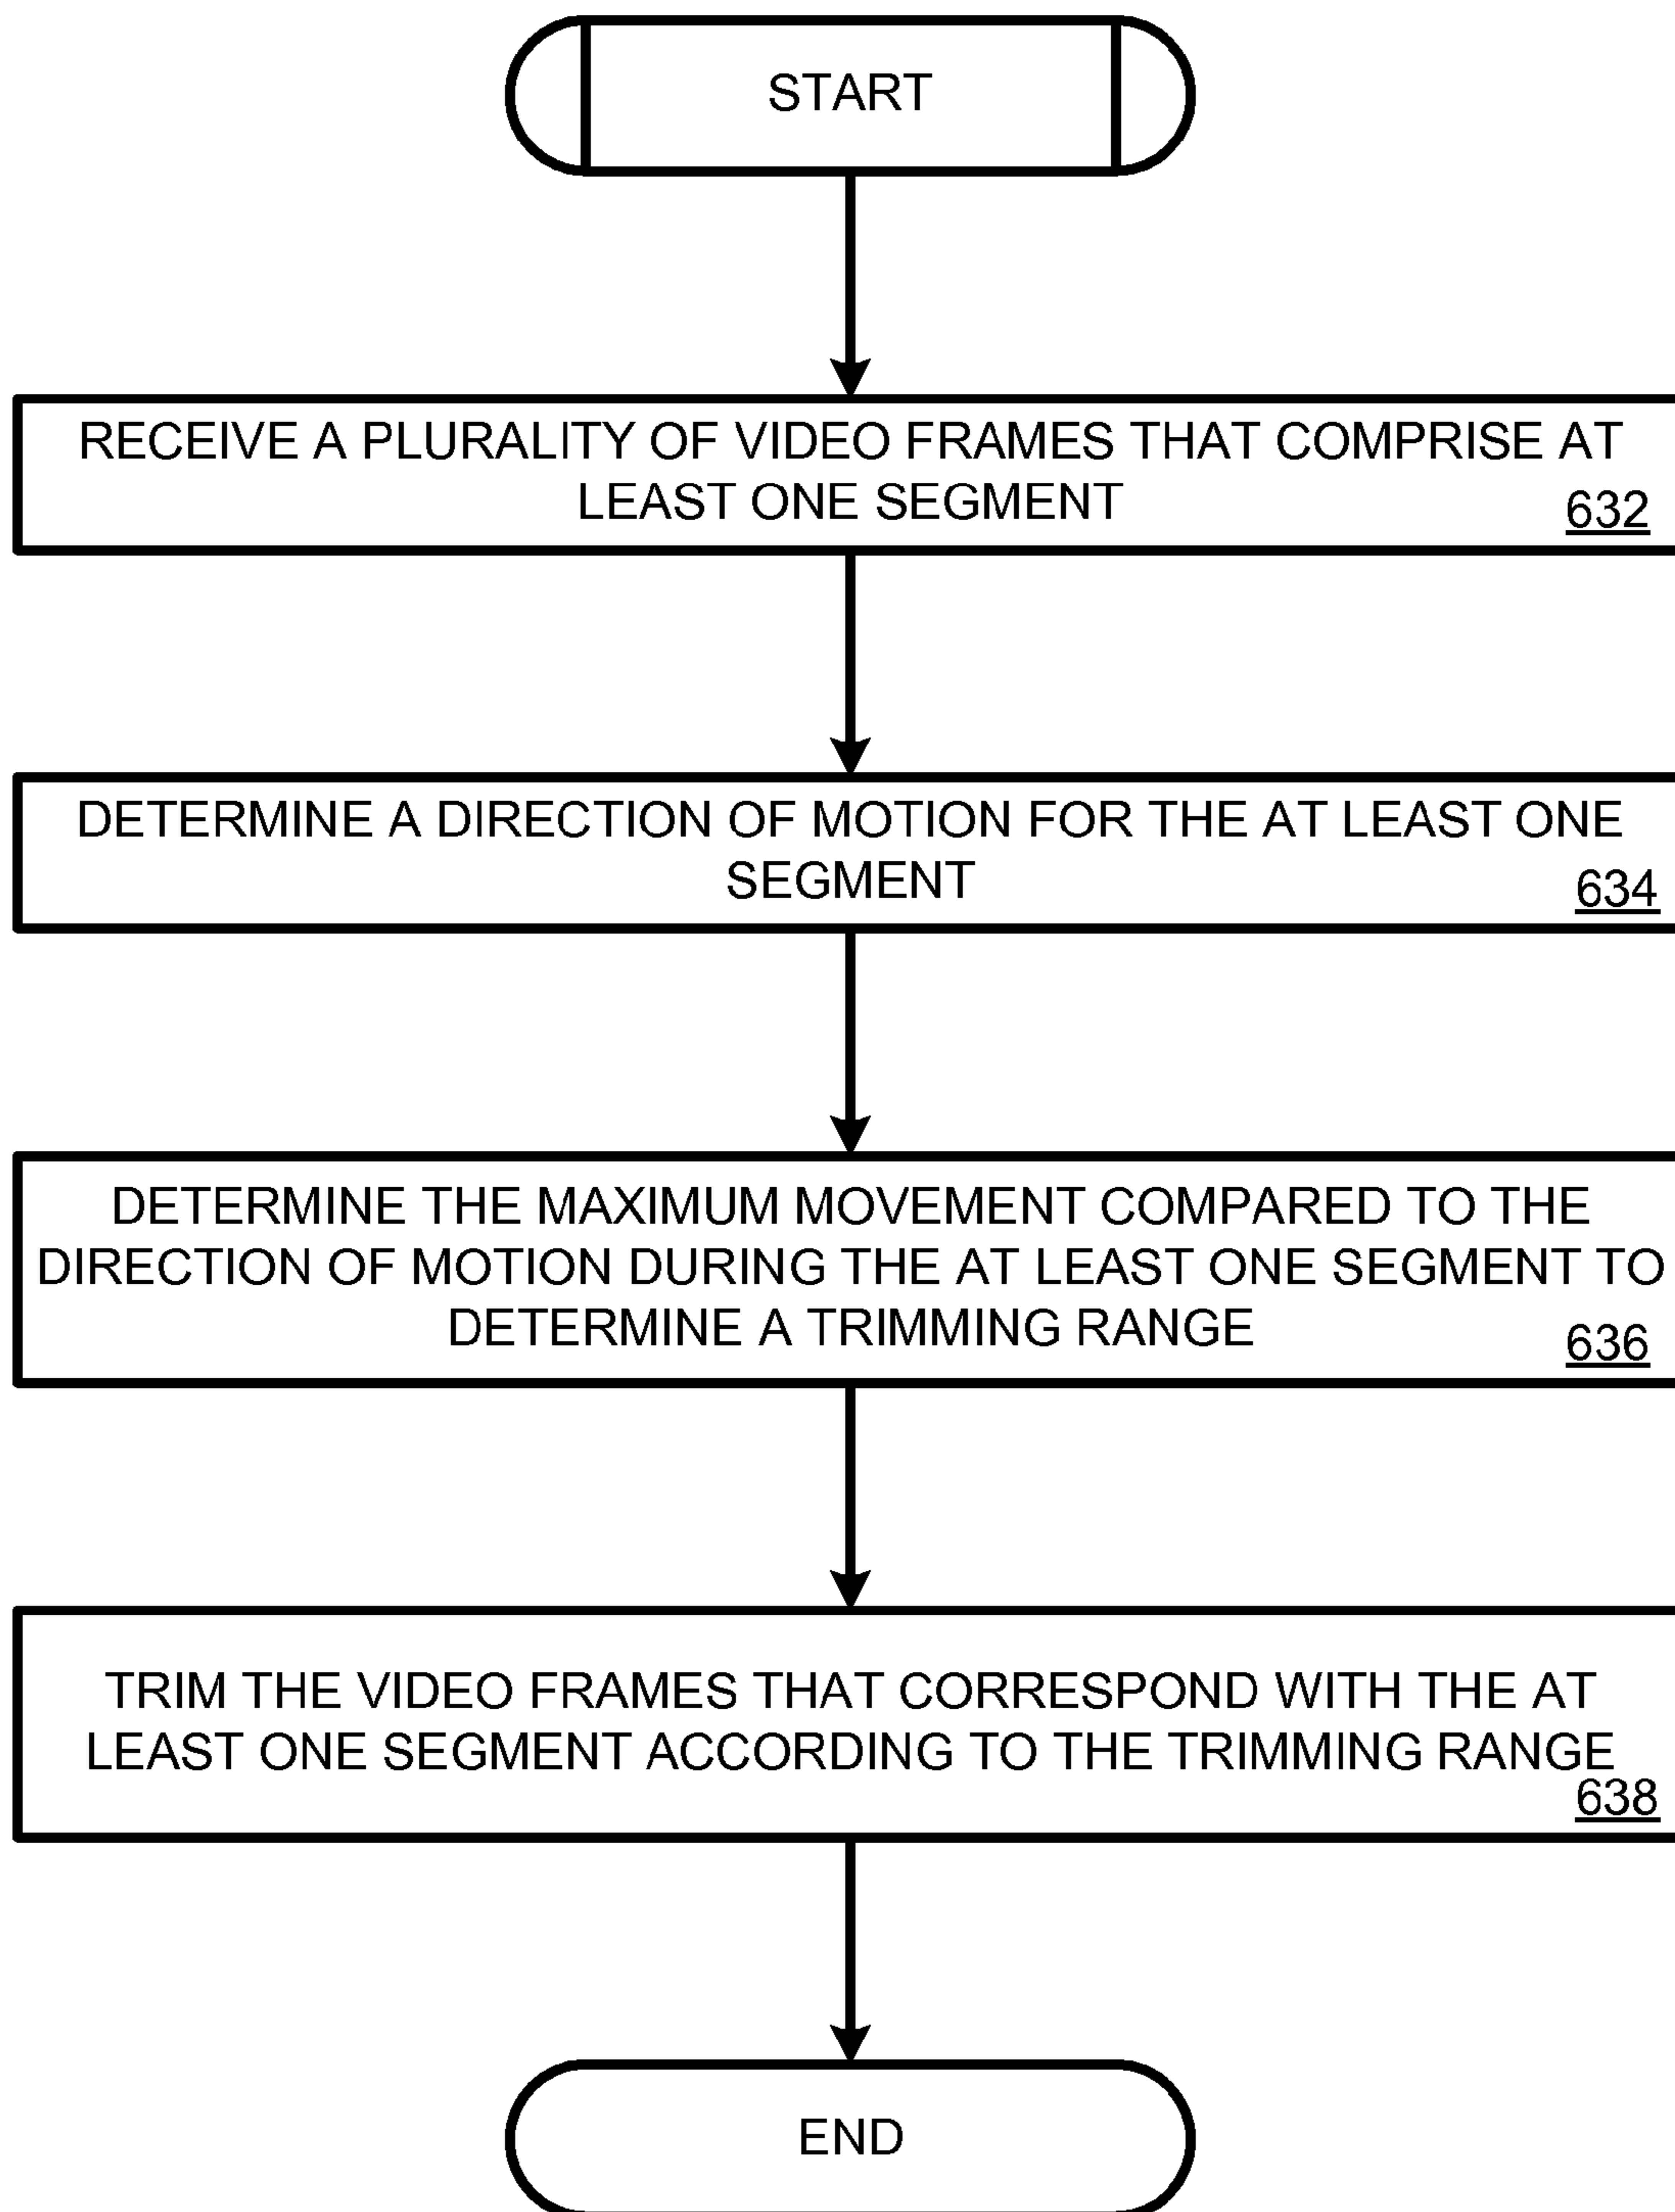 START
RECEIVE A PLURALITY OF VIDEO FRAMES THAT COMPRISE AT
LEAST ONE SEGMENT
632
DETERMINE A DIRECTION OF MOTION FOR THE AT LEAST ONE
SEGMENT
634
DETERMINE THE MAXIMUM MOVEMENT COMPARED TO THE
DIRECTION OF MOTION DURING THE AT LEAST ONE SEGMENT TO
DETERMINE A TRIMMING RANGE
636
TRIM THE VIDEO FRAMES THAT CORRESPOND WITH THE AT
LEAST ONE SEGMENT ACCORDING TO THE TRIMMING RANGE
638
END